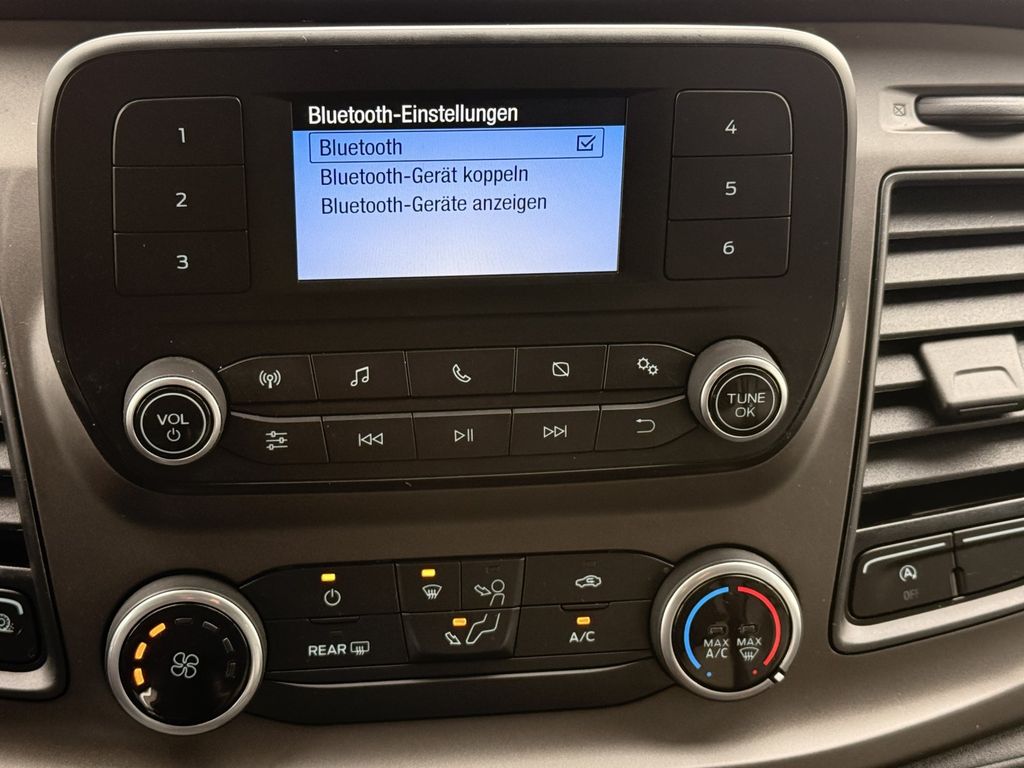 Bluetooth-Einstellungen
Bluetooth
Bluetooth-Gerät koppeln
Bluetooth-Geräte anzeigen
1
2
3
4
5
6
VOL
TUNE
OK
REAR
A/C
MAX
A/C
MAX
OFF